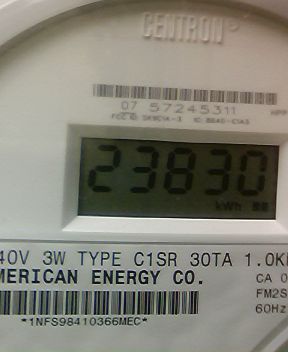 CENTRON®
07 57245311
23830
kWh
40V 3W TYPE C1SR 30TA 1.0K
MERICAN ENERGY CO.
CA 0
FM2S
60Hz
*1NFS98410366MEC*